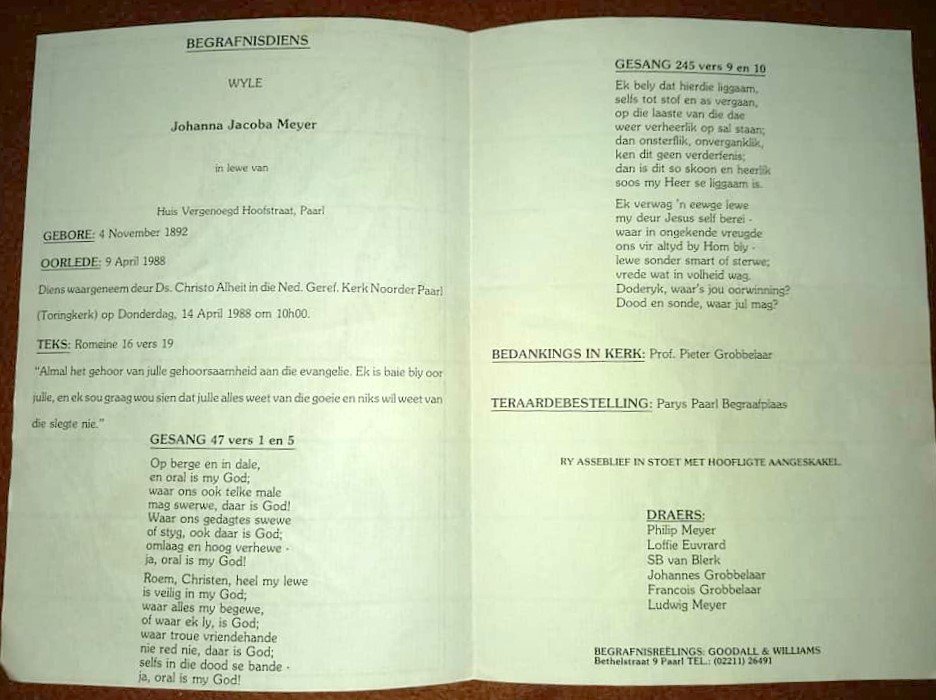 BEGRAFNISDIENS
WYLE
Johanna Jacoba Meyer
in lewe van
Huis Vergenoegd Hoofstraat, Paarl
GEBORE: 4 November 1892
OORLEDE: 9 April 1988
Diens waargeneem deur Ds. Christo Alheit in die Ned. Geref. Kerk Noorder Paarl
(Toringkerk) op Donderdag, 14 April 1988 om 10h00.
TEKS: Romeine 16 vers 19
"Almal het gehoor van julle gehoorsaamheid aan die evangelie. Ek is baie bly oor
julle, en ek sou graag wou sien dat julle alles weet van die goeie en niks wil weet van
die slegte nie."
GESANG 47 vers 1 en 5
Op berge en in dale,
en oral is my God;
waar ons ook telke male
mag swerwe, daar is God!
Waar ons gedagtes swewe
of styg, ook daar is God;
omlaag en hoog verhewe -
ja, oral is my God!
Roem, Christen, heel my lewe
is veilig in my God;
waar alles my begewe,
of waar ek ly, is God;
waar troue vriendehande
nie red nie, daar is God;
selfs in die dood se bande -
ja, oral is my God!
GESANG 245 vers 9 en 10
Ek bely dat hierdie liggaam,
selfs tot stof en as vergaan,
op die laaste van die dae
weer verheerlik op sal staan;
dan onsterflik, onverganklik,
ken dit geen verderfenis;
dan is dit so skoon en heerlik
soos my Heer se liggaam is.
Ek verwag 'n eewge lewe
my deur Jesus self berei -
waar in ongekende vreugde
ons vir altyd by Hom bly -
lewe sonder smart of sterwe;
vrede wat in volheid wag.
Doderyk, waar's jou oorwinning?
Dood en sonde, waar jul mag?
BEDANKINGS IN KERK: Prof. Pieter Grobbelaar
TERAARDEBESTELLING: Parys Paarl Begraafplaas
RY ASSEBLIEF IN STOET MET HOOFLIGTE AANGESKAKEL.
DRAERS:
Philip Meyer
Loffie Euvrard
SB van Blerk
Johannes Grobbelaar
Francois Grobbelaar
Ludwig Meyer
BEGRAFNISREËLINGS: GOODALL & WILLIAMS
Bethelstraat 9 Paarl TEL.: (02211) 26491